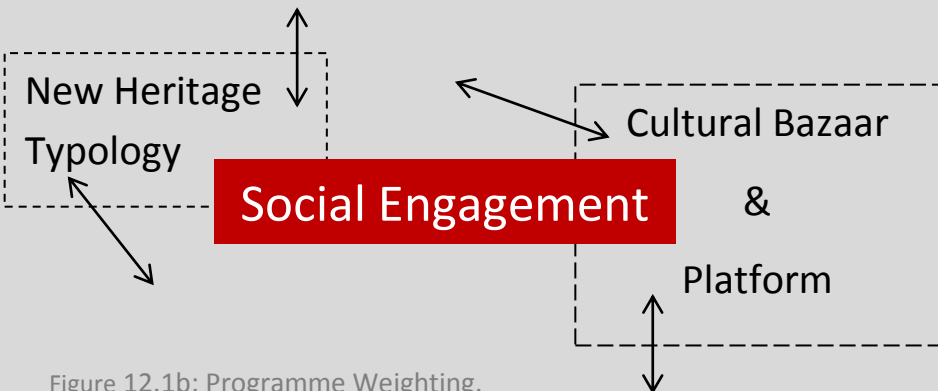 New Heritage
Typology
Social Engagement
Cultural Bazaar
&
Platform
Figure 12.1b: Programme Weighting.